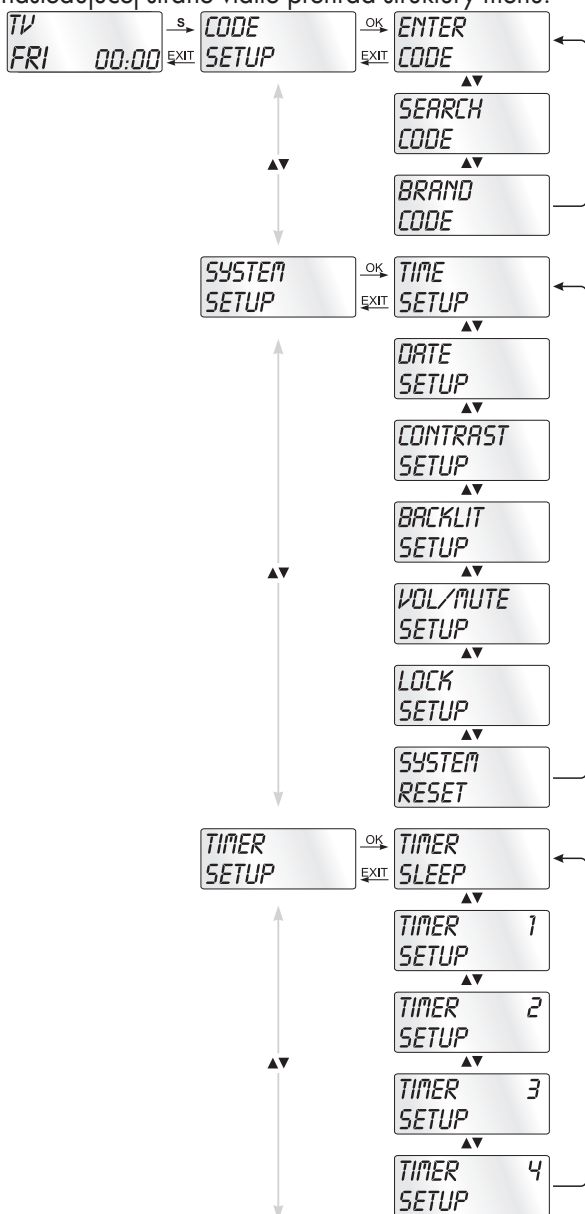 nasledujúcej strane vidíte prehľad štruktúry menu.
TV
FRI 00:00
S
EXIT
CODE
SETUP
OK
EXIT
ENTER
CODE
▲▼
SEARCH
CODE
▲▼
BRAND
CODE
▲▼
SYSTEM
SETUP
OK
EXIT
TIME
SETUP
▲▼
DATE
SETUP
▲▼
CONTRAST
SETUP
▲▼
BACKLIT
SETUP
▲▼
VOL/MUTE
SETUP
▲▼
LOCK
SETUP
▲▼
SYSTEM
RESET
▲▼
TIMER
SETUP
OK
EXIT
TIMER
SLEEP
▲▼
TIMER 1
SETUP
▲▼
TIMER 2
SETUP
▲▼
TIMER 3
SETUP
▲▼
TIMER 4
SETUP
▲▼